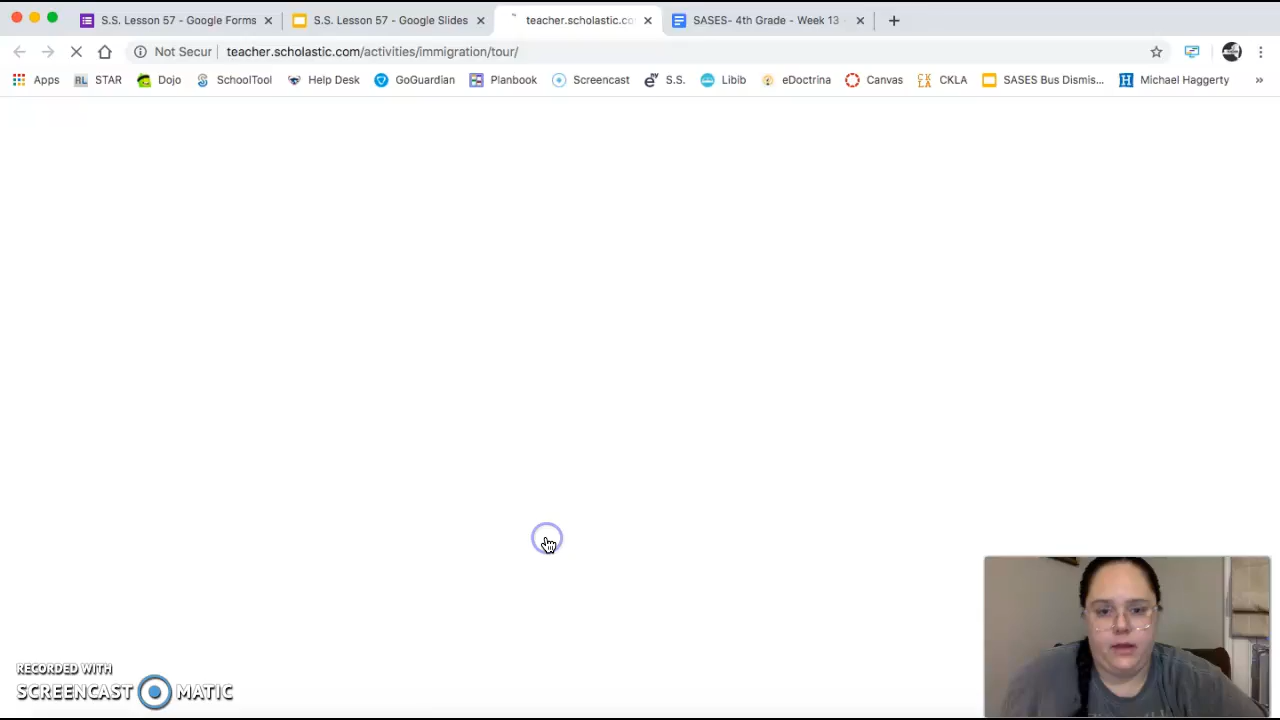 S.S. Lesson 57 - Google Forms S.S. Lesson 57 - Google Slides teacher.scholastic.co SASES- 4th Grade - Week 13
Not Secur teacher.scholastic.com/activities/immigration/tour/
Apps RL STAR Dojo SchoolTool Help Desk GoGuardian Planbook Screencast S.S. Libib eDoctrina Canvas CKLA SASES Bus Dismis... Michael Haggerty »
RECORDED WITH
SCREENCAST MATIC